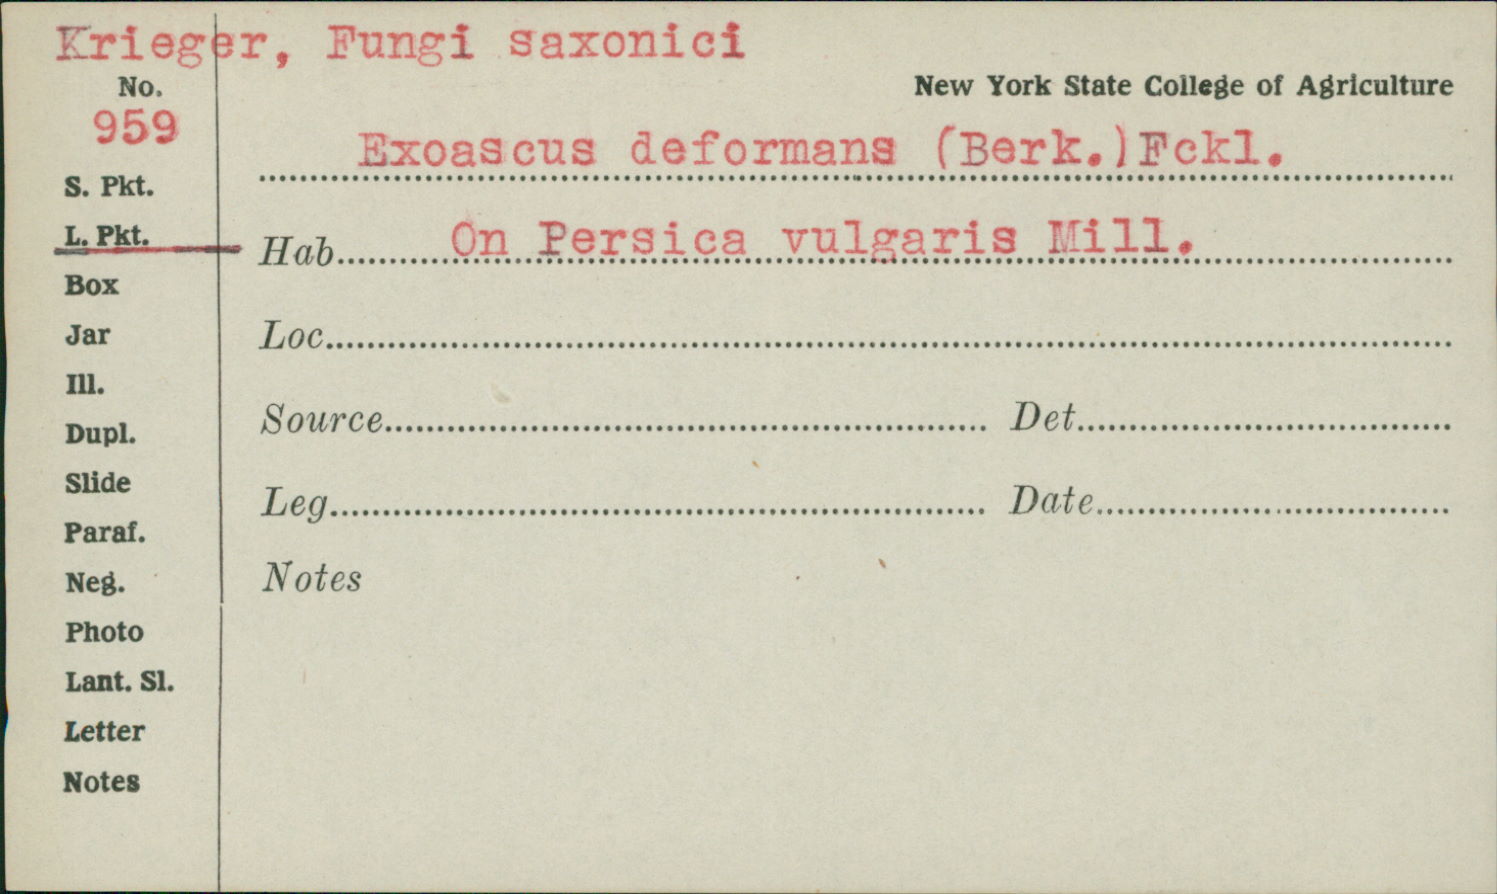 Krieger, Fungi saxonici
No.
New York State College of Agriculture
959
Exoascus deformans (Berk.)Fckl.
S. Pkt.
L. Pkt.
Hab. On Persica vulgaris Mill.
Box
Jar
Loc.
Ill.
Source Det.
Dupl.
Slide
Leg. Date
Paraf.
Neg.
Notes
Photo
Lant. Sl.
Letter
Notes